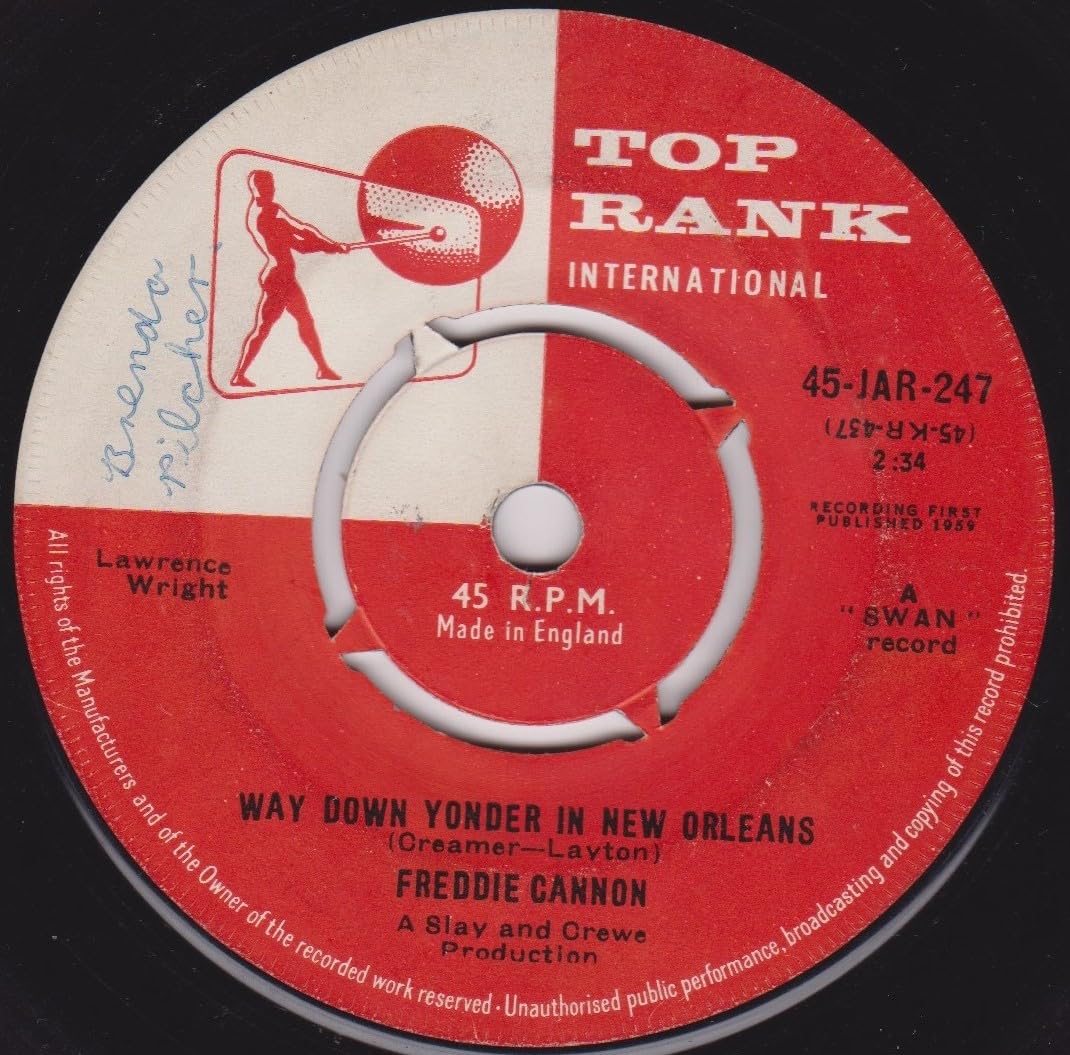 TOP
RANK
INTERNATIONAL
Brenda
Pilcher
45-JAR-247
(45-KR-437)
2:34
RECORDING FIRST
PUBLISHED 1959
Lawrence
Wright
A
"SWAN"
record
45 R.P.M.
Made in England
WAY DOWN YONDER IN NEW ORLEANS
(Creamer—Layton)
FREDDIE CANNON
A Slay and Crewe
Production
All rights of the Manufacturers and of the Owner of the recorded work reserved · Unauthorised public performance, broadcasting and copying of this record prohibited.